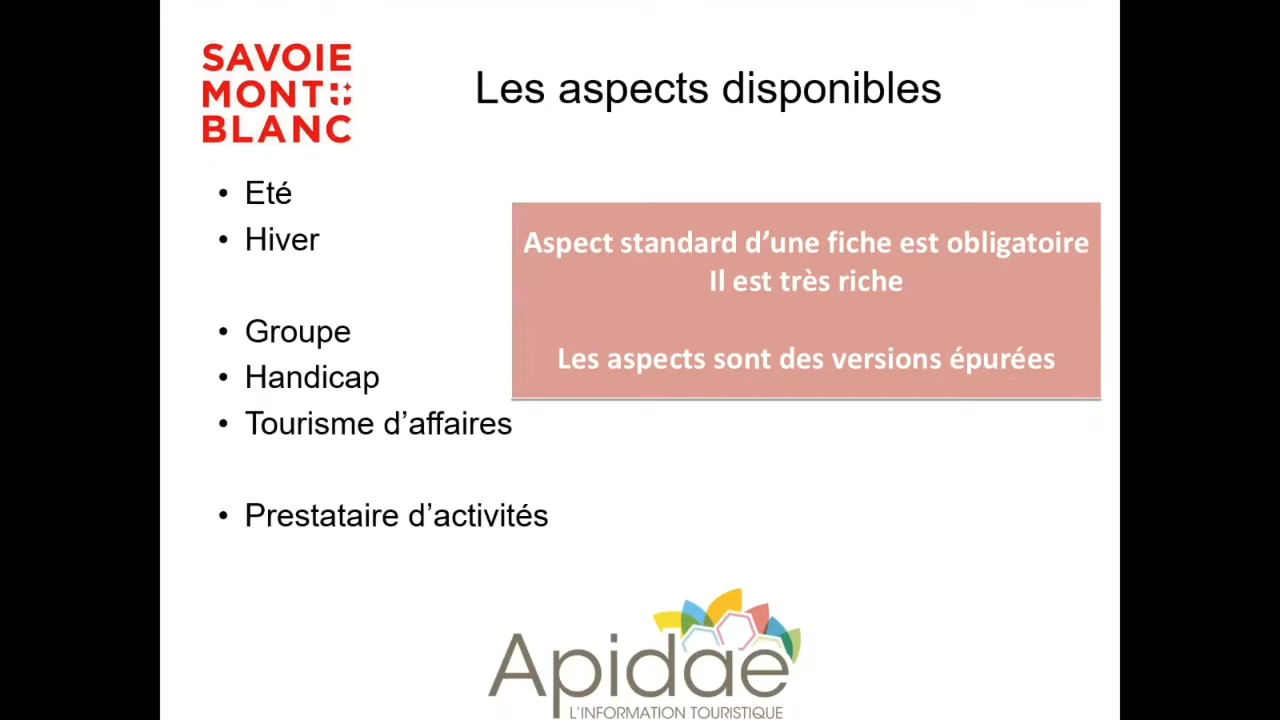 SAVOIE
MONT
BLANC
Les aspects disponibles
• Eté
• Hiver
• Groupe
• Handicap
• Tourisme d’affaires
• Prestataire d’activités
Aspect standard d’une fiche est obligatoire
Il est très riche
Les aspects sont des versions épurées
Apidae
L’INFORMATION TOURISTIQUE